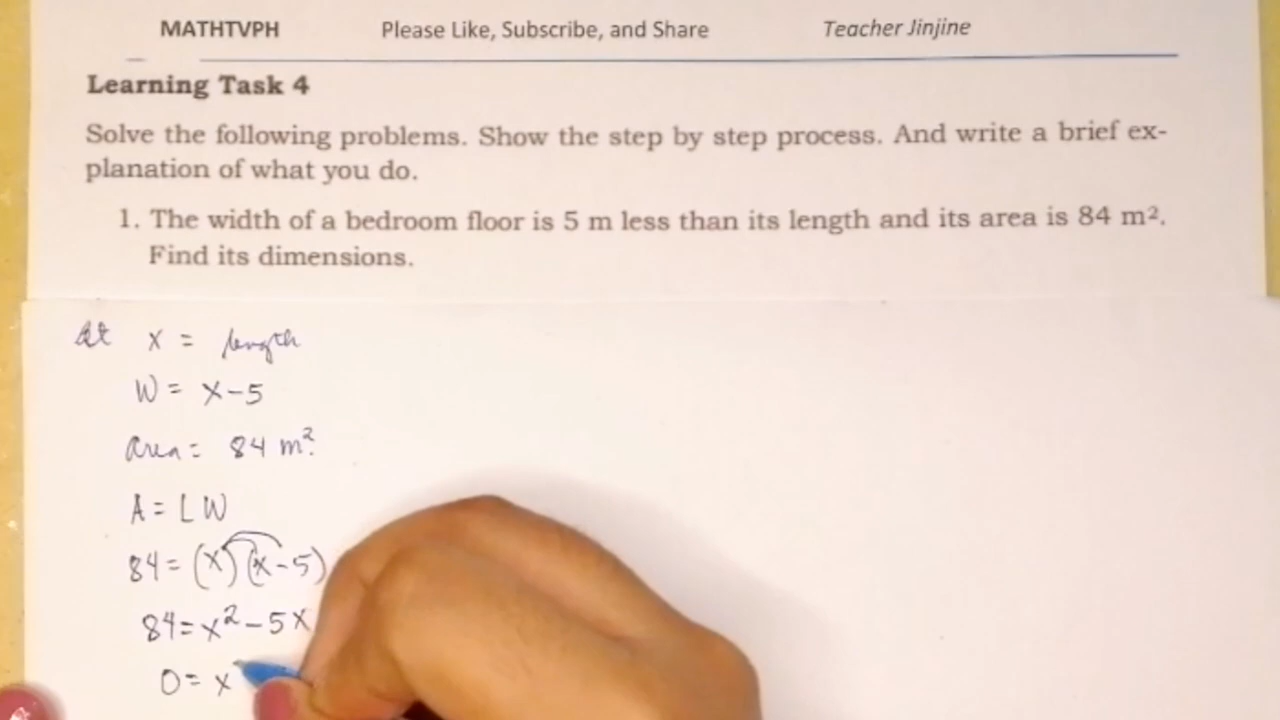 MATHTVPH Please Like, Subscribe, and Share Teacher Jinjine
Learning Task 4
Solve the following problems. Show the step by step process. And write a brief ex-
planation of what you do.
1. The width of a bedroom floor is 5 m less than its length and its area is 84 m².
Find its dimensions.
let x = length
W = x-5
area = 84 m².
A = L W
84 = (x) (x-5)
84 = x² - 5x
0 = x